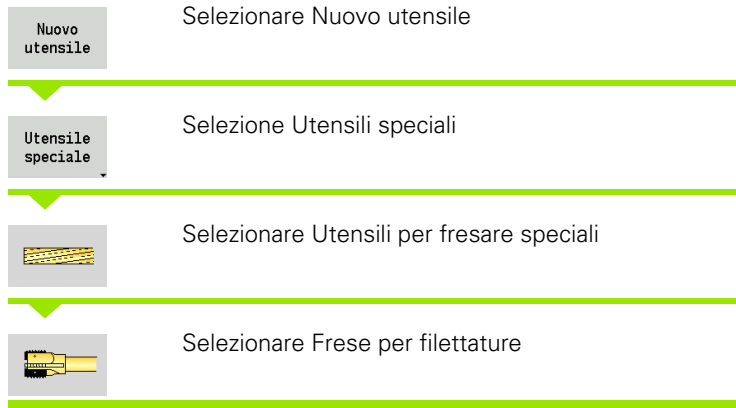 Nuovo
utensile
Selezionare Nuovo utensile
Utensile
speciale
Selezione Utensili speciali
Selezionare Utensili per fresare speciali
Selezionare Frese per filettature